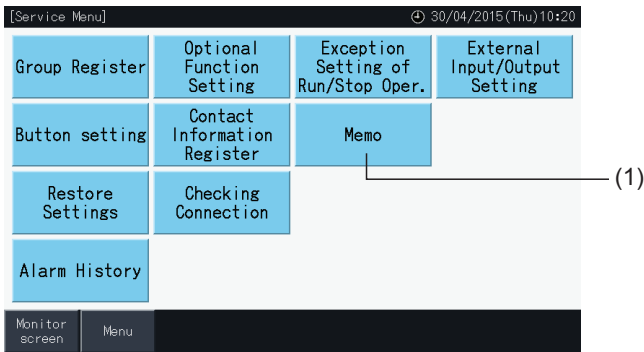 [Service Menu]
30/04/2015(Thu)10:20
Group Register
Optional
Function
Setting
Exception
Setting of
Run/Stop Oper.
External
Input/Output
Setting
Button setting
Contact
Information
Register
Memo
(1)
Restore
Settings
Checking
Connection
Alarm History
Monitor
screen
Menu